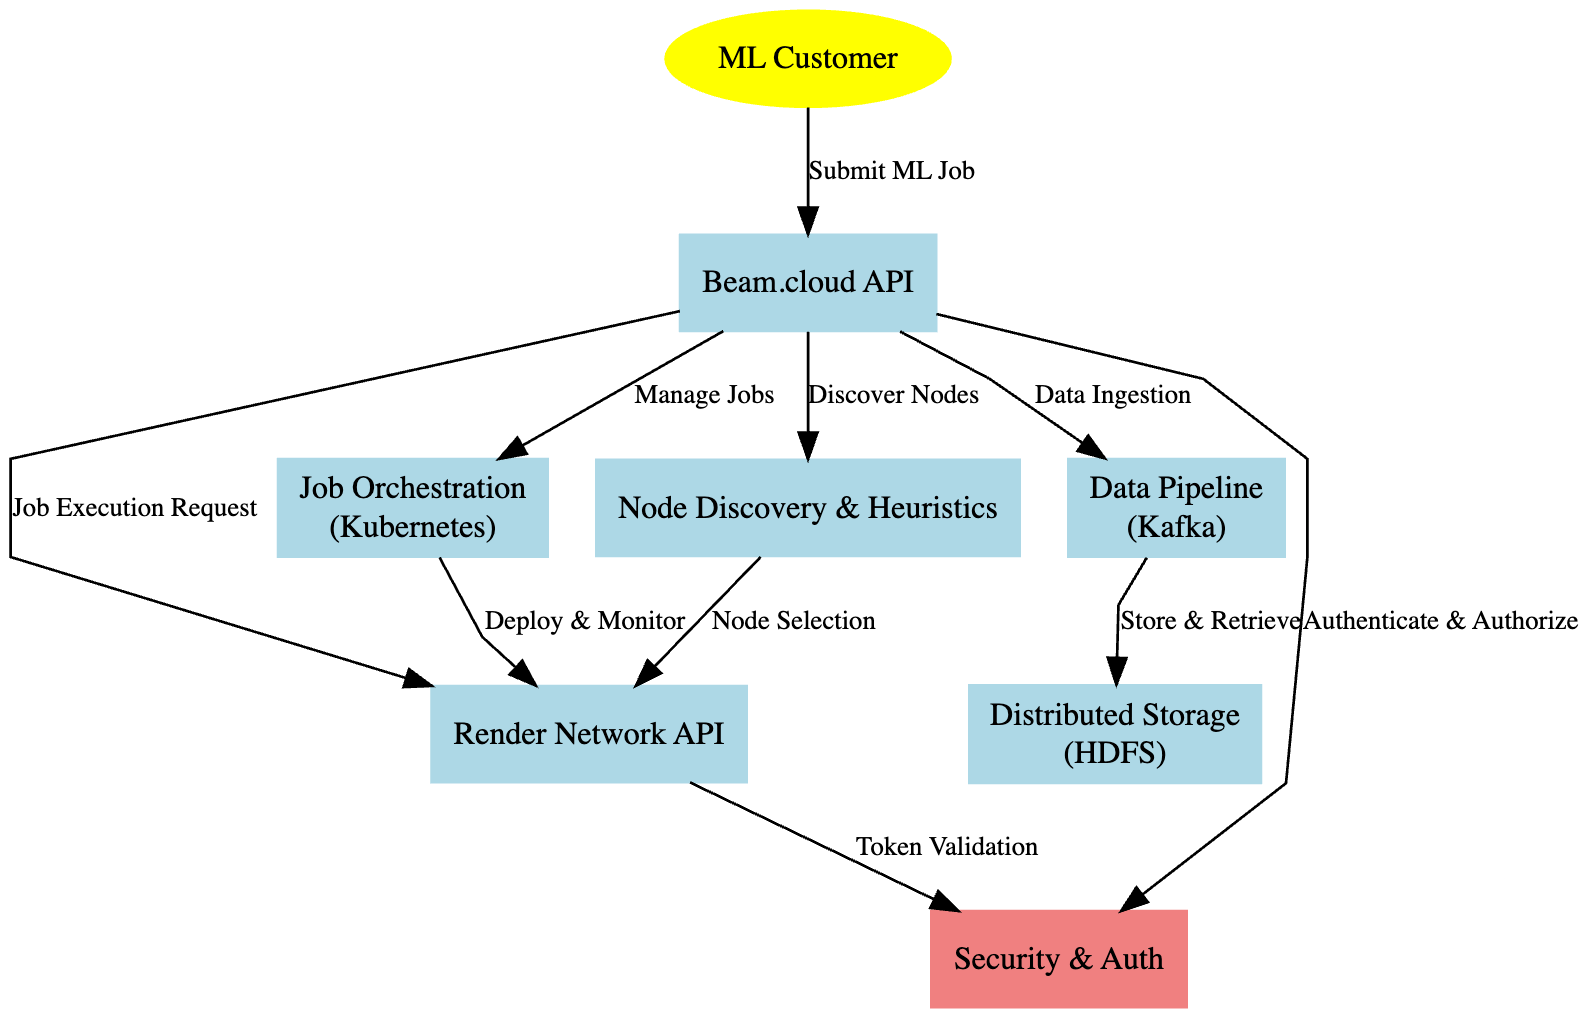 ML Customer
Submit ML Job
Beam.cloud API
Manage Jobs
Discover Nodes
Data Ingestion
Job Execution Request
Job Orchestration
(Kubernetes)
Node Discovery & Heuristics
Data Pipeline
(Kafka)
Deploy & Monitor
Node Selection
Store & Retrieve
Authenticate & Authorize
Render Network API
Distributed Storage
(HDFS)
Token Validation
Security & Auth